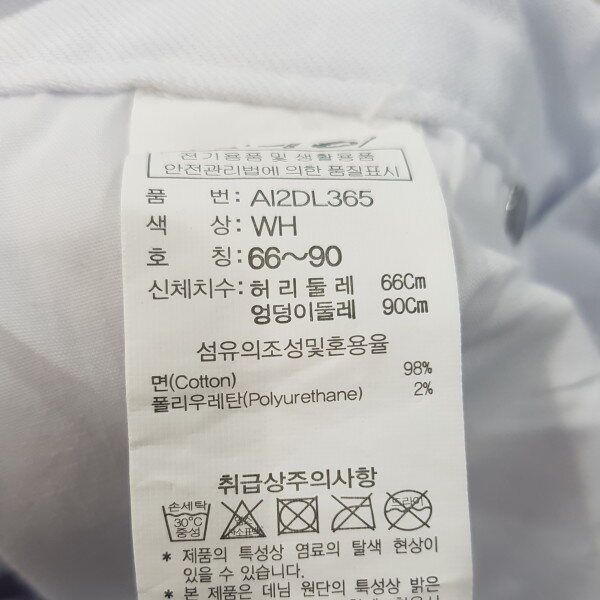 전기용품 및 생활용품
안전관리법에 의한 품질표시
품 번: AI2DL365
색 상: WH
호 칭: 66~90
신체치수: 허 리 둘 레 66Cm
엉덩이둘레 90Cm
섬유의조성및혼용율
면(Cotton) 98%
폴리우레탄(Polyurethane) 2%
취급상주의사항
손세탁
30℃
중성
드라이
* 제품의 특성상 염료의 탈색 현상이
있을 수 있습니다.
* 본 제품은 데님 원단의 특성상 밝은